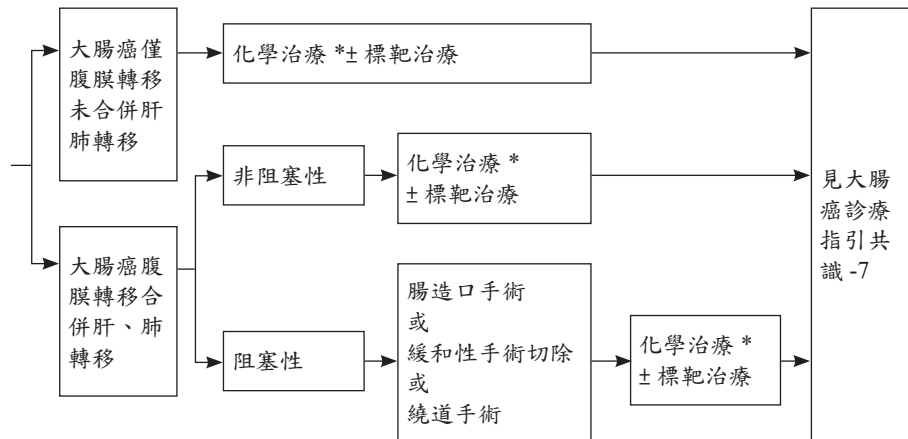 大腸癌僅
腹膜轉移
未合併肝
肺轉移
化學治療 *± 標靶治療
非阻塞性
化學治療 *
± 標靶治療
大腸癌腹
膜轉移合
併肝、肺
轉移
阻塞性
腸造口手術
或
緩和性手術切除
或
繞道手術
化學治療 *
± 標靶治療
見大腸
癌診療
指引共
識 -7